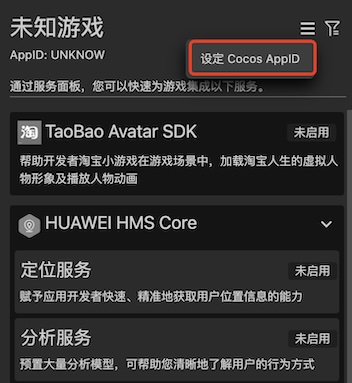 未知游戏
AppID: UNKNOW
设定 Cocos AppID
通过服务面板，您可以快速为游戏集成以下服务。
淘
TaoBao Avatar SDK
未启用
帮助开发者淘宝小游戏在游戏场景中，加载淘宝人生的虚拟人
物形象及播放人物动画
HUAWEI HMS Core
定位服务
未启用
赋予应用开发者快速、精准地获取用户位置信息的能力
分析服务
未启用
预置大量分析模型，可帮助您清晰地了解用户的行为方式